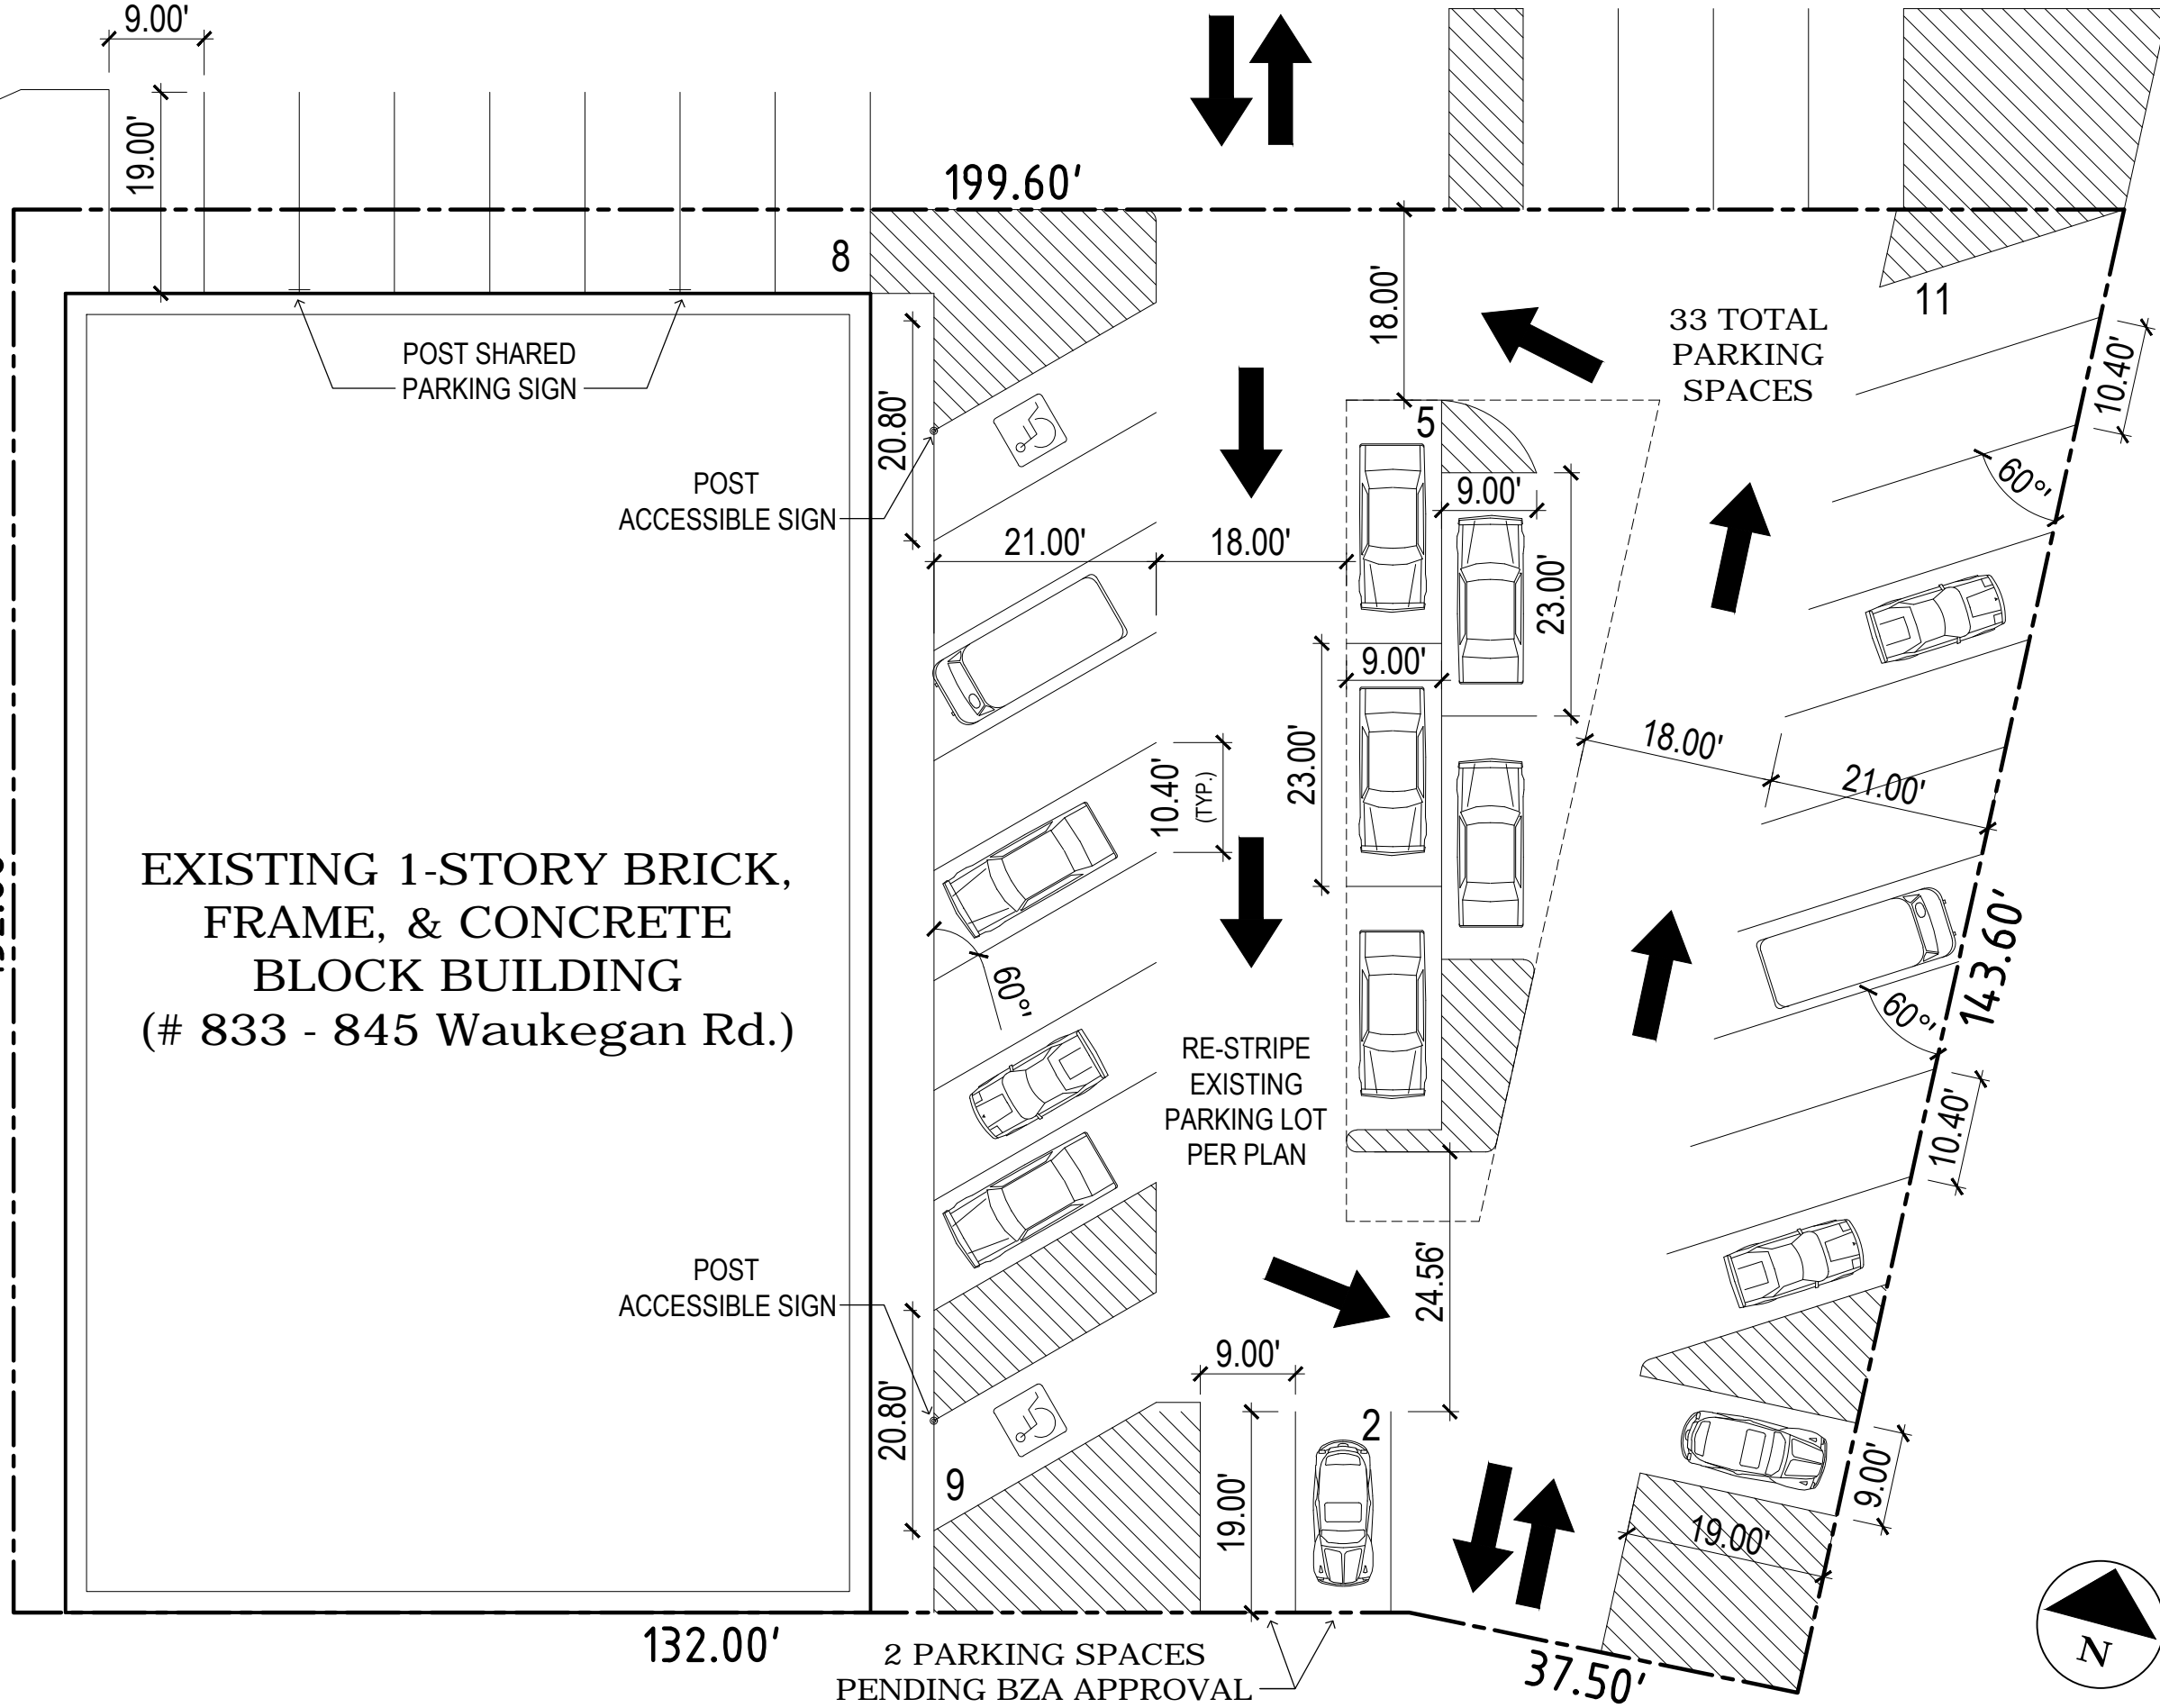 9.00'
19.00'
199.60'
8
18.00'
11
33 TOTAL
PARKING
SPACES
10.40'
POST SHARED
PARKING SIGN
20.80'
5
POST
ACCESSIBLE SIGN
9.00'
60°'
21.00'
18.00'
23.00'
9.00'
23.00'
10.40'
(TYP.)
18.00'
21.00'
EXISTING 1-STORY BRICK,
FRAME, & CONCRETE
BLOCK BUILDING
(# 833 - 845 Waukegan Rd.)
60°'
143.60'
60°'
RE-STRIPE
EXISTING
PARKING LOT
PER PLAN
10.40'
POST
ACCESSIBLE SIGN
24.56'
9.00'
20.80'
2
9
19.00'
9.00'
19.00'
132.00'
2 PARKING SPACES
PENDING BZA APPROVAL
37.50'
N